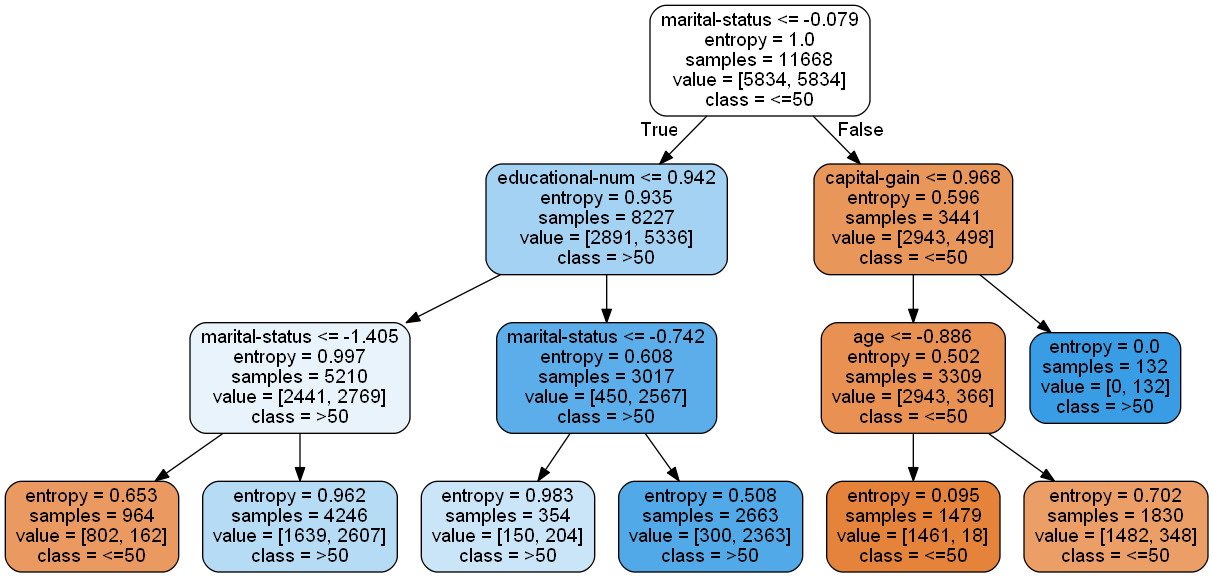 marital-status <= -0.079
entropy = 1.0
samples = 11668
value = [5834, 5834]
class = <=50
True
False
educational-num <= 0.942
entropy = 0.935
samples = 8227
value = [2891, 5336]
class = >50
capital-gain <= 0.968
entropy = 0.596
samples = 3441
value = [2943, 498]
class = <=50
marital-status <= -1.405
entropy = 0.997
samples = 5210
value = [2441, 2769]
class = >50
marital-status <= -0.742
entropy = 0.608
samples = 3017
value = [450, 2567]
class = >50
age <= -0.886
entropy = 0.502
samples = 3309
value = [2943, 366]
class = <=50
entropy = 0.0
samples = 132
value = [0, 132]
class = >50
entropy = 0.653
samples = 964
value = [802, 162]
class = <=50
entropy = 0.962
samples = 4246
value = [1639, 2607]
class = >50
entropy = 0.983
samples = 354
value = [150, 204]
class = >50
entropy = 0.508
samples = 2663
value = [300, 2363]
class = >50
entropy = 0.095
samples = 1479
value = [1461, 18]
class = <=50
entropy = 0.702
samples = 1830
value = [1482, 348]
class = <=50